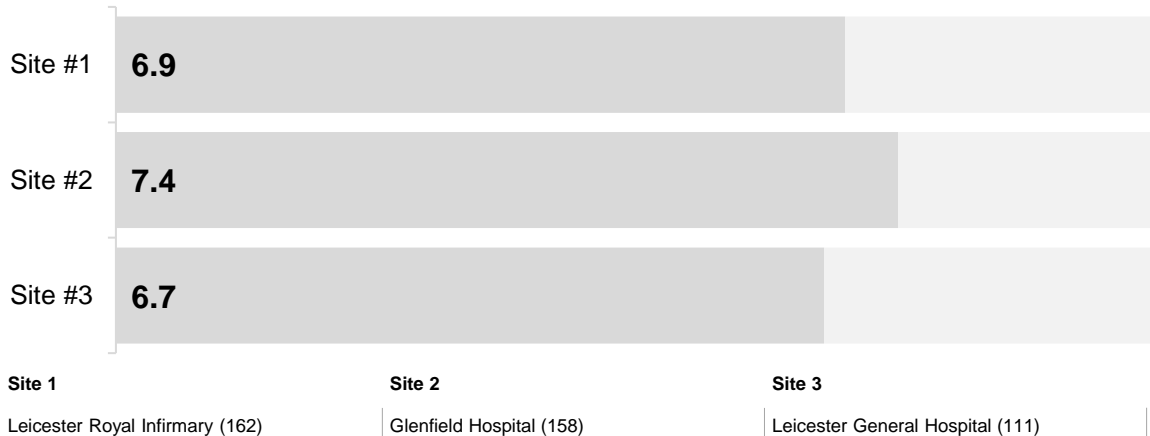 Site #1 6.9
Site #2 7.4
Site #3 6.7
Site 1 Site 2 Site 3
Leicester Royal Infirmary (162) Glenfield Hospital (158) Leicester General Hospital (111)